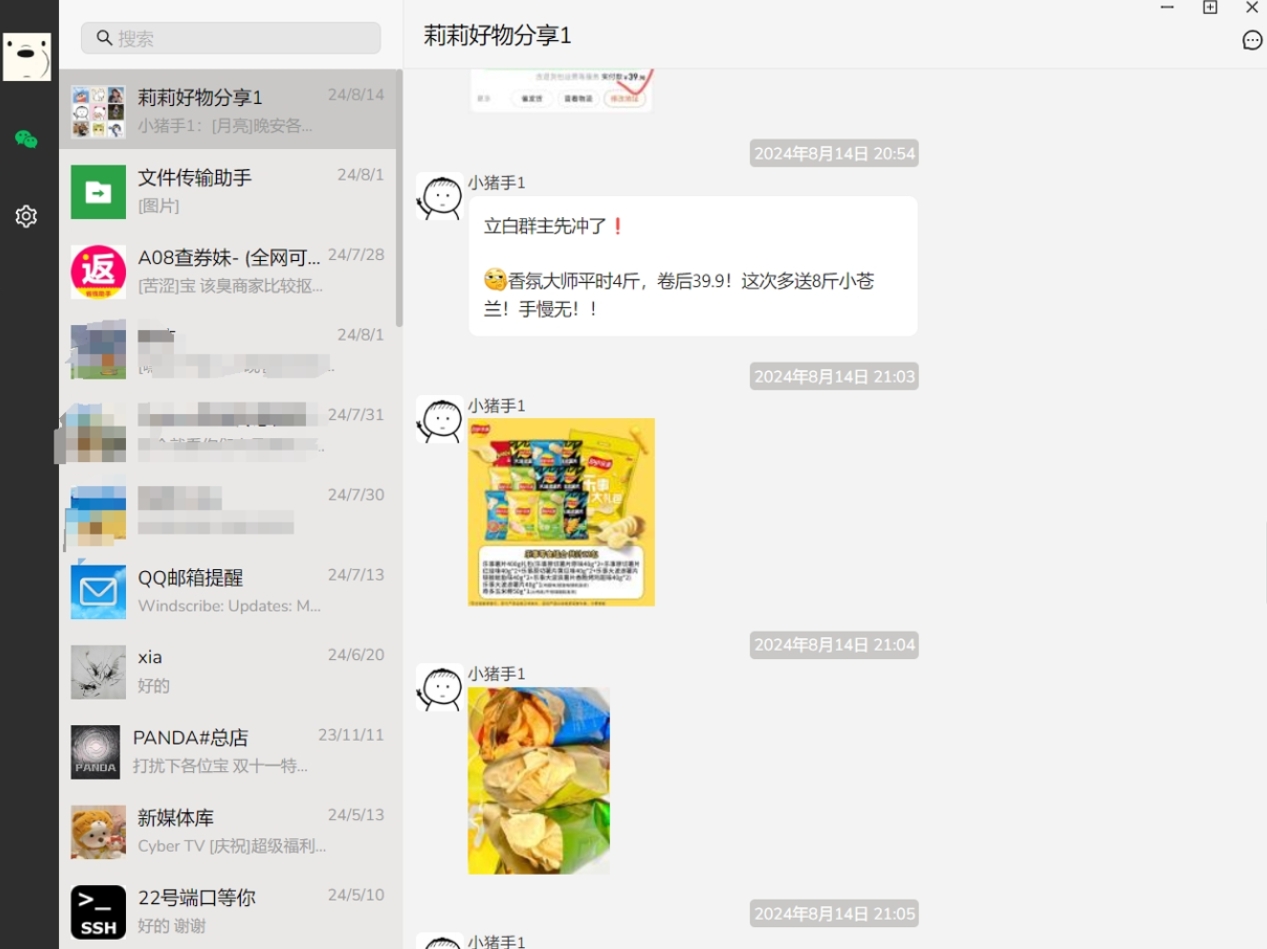 搜索
莉莉好物分享1
24/8/14
小猪手1：[月亮]晚安各...
文件传输助手
24/8/1
[图片]
A08查券妹- (全网可...
24/7/28
[苦涩]宝 该臭商家比较抠...
返
24/8/1
24/7/31
24/7/30
QQ邮箱提醒
24/7/13
Windscribe: Updates: M...
xia
24/6/20
好的
PANDA#总店
23/11/11
打扰下各位宝 双十一特...
PANDA
新媒体库
24/5/13
Cyber TV [庆祝]超级福利...
22号端口等你
24/5/10
好的 谢谢
>_
SSH
莉莉好物分享1
2024年8月14日 20:54
小猪手1
立白群主先冲了❗
🤔香氛大师平时4斤，卷后39.9！这次多送8斤小苍
兰！手慢无！！
2024年8月14日 21:03
小猪手1
2024年8月14日 21:04
小猪手1
2024年8月14日 21:05
小猪手1